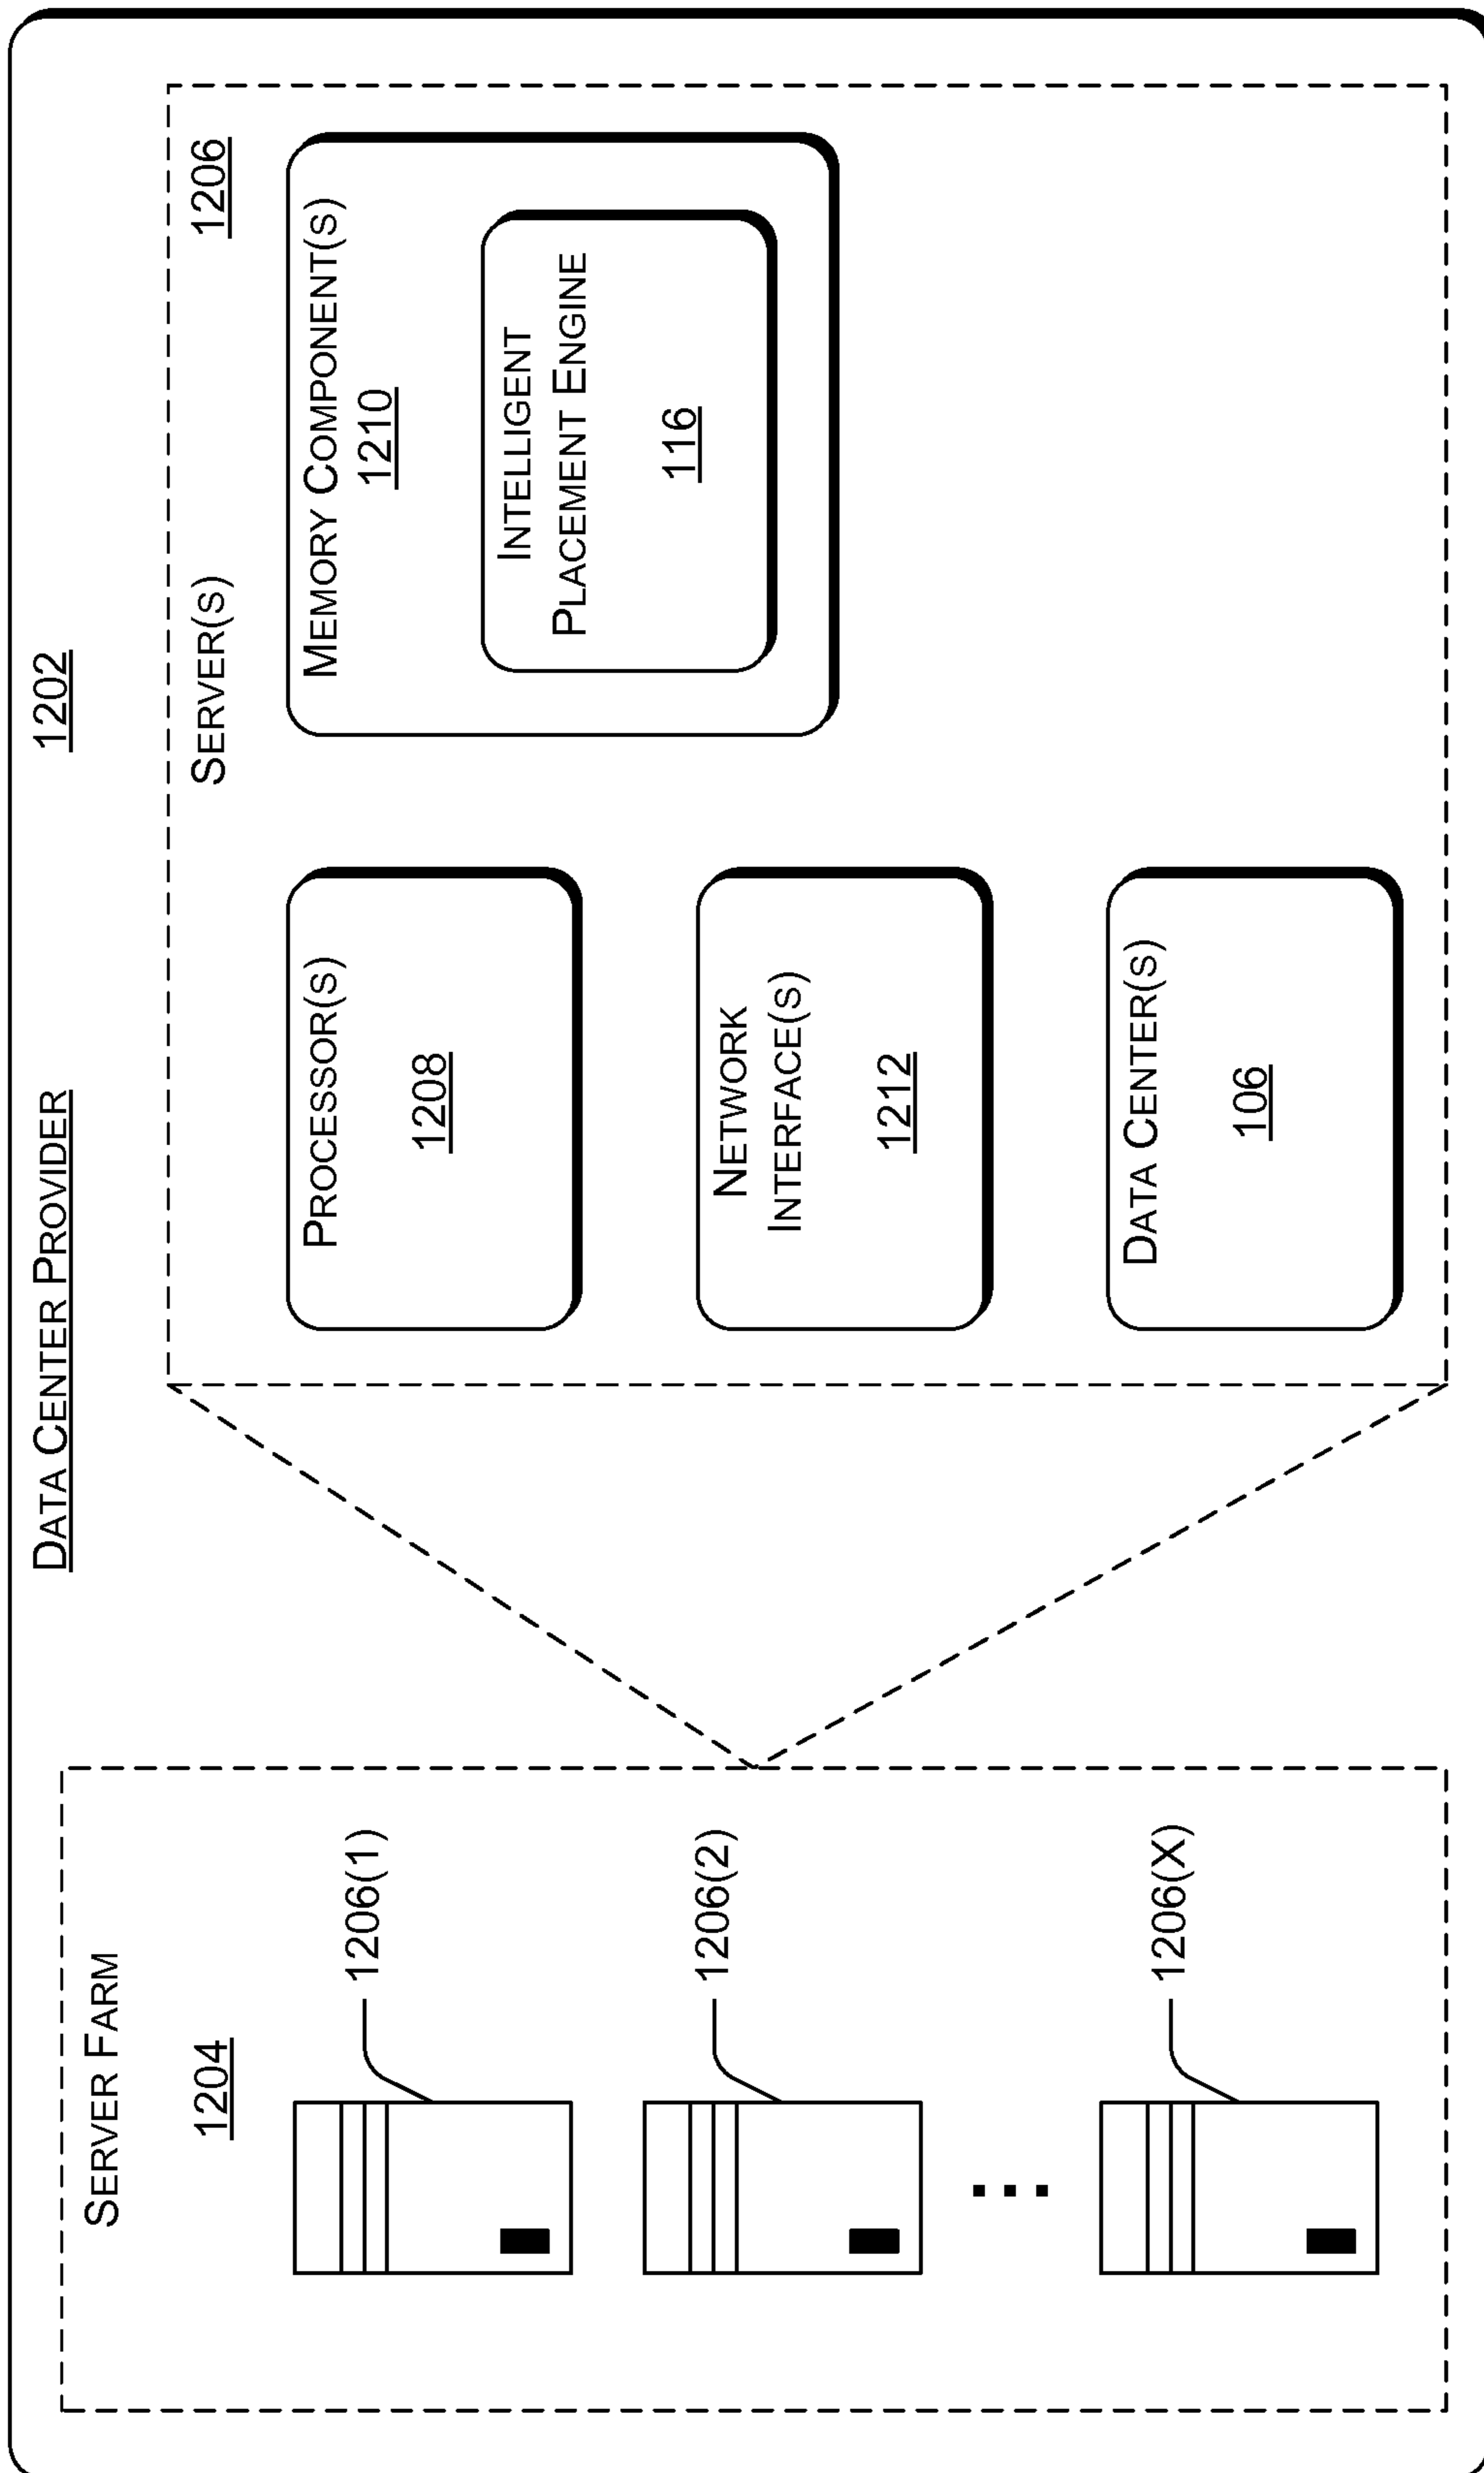 DATA CENTER PROVIDER 1202
SERVER FARM
1204
1206(1)
1206(2)
1206(X)
SERVER(S) 1206
PROCESSOR(S)
1208
NETWORK
INTERFACE(S)
1212
DATA CENTER(S)
106
MEMORY COMPONENT(S)
1210
INTELLIGENT
PLACEMENT ENGINE
116